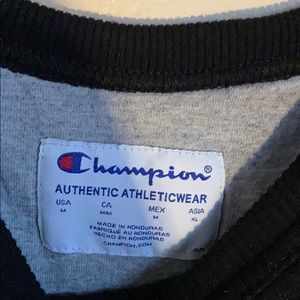 Champion®
AUTHENTIC ATHLETICWEAR
USA CA MEX ASIA
M M/M M XL
MADE IN HONDURAS
FABRIQUÉ AU HONDURAS
HECHO EN HONDURAS
CHAMPION.COM